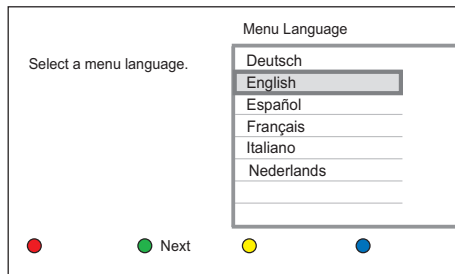 Menu Language
Select a menu language.
Deutsch
English
Español
Français
Italiano
Nederlands
Next